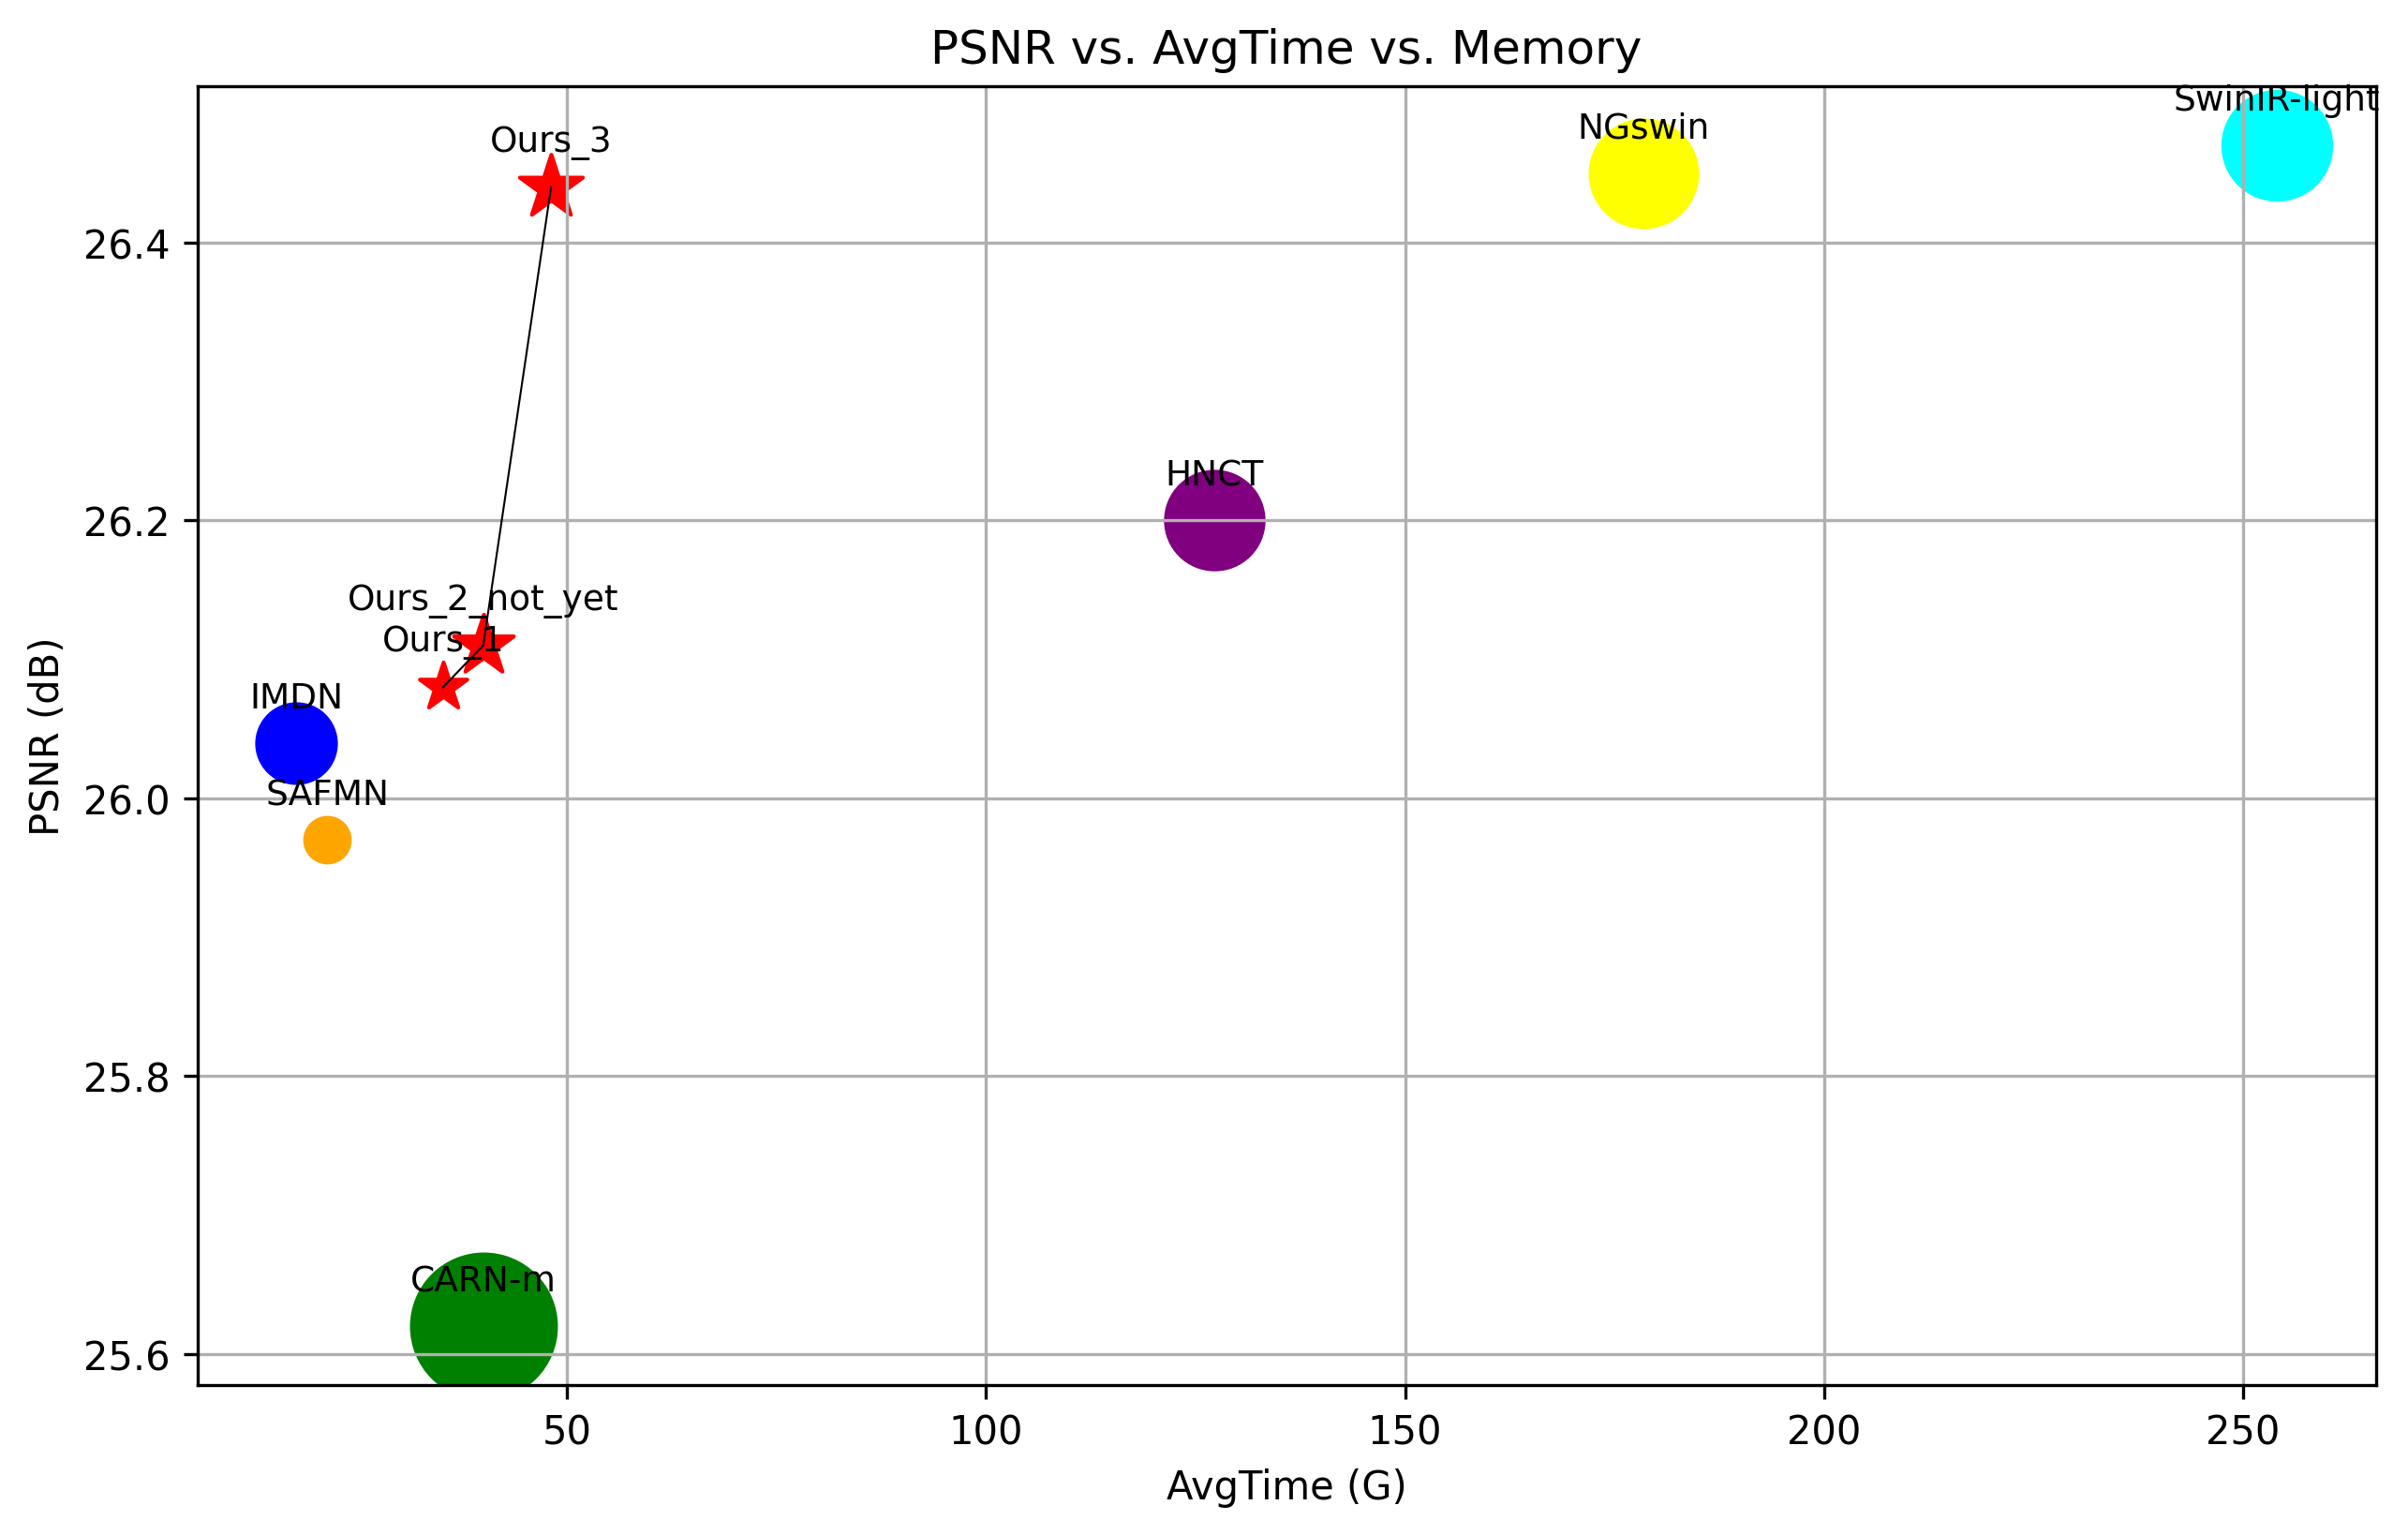 PSNR vs. AvgTime vs. Memory
SwinIR-light
NGswin
Ours_3
26.4
HNCT
26.2
Ours_2_not_yet
Ours_1
IMDN
SAFMN
26.0
25.8
CARN-m
25.6
PSNR (dB)
50
100
150
200
250
AvgTime (G)